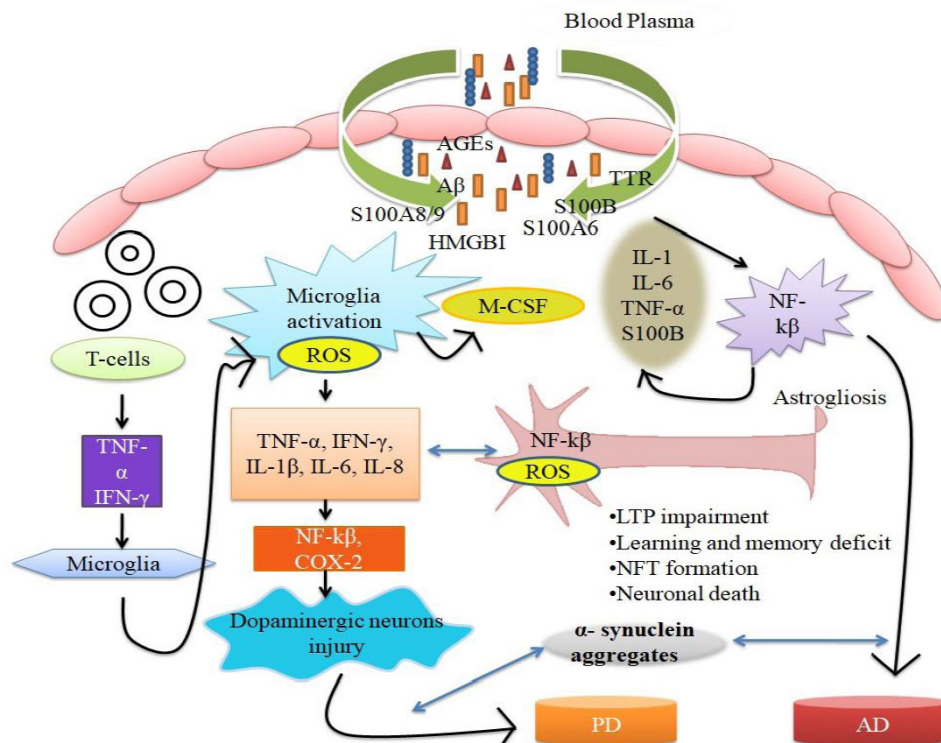 Blood Plasma
AGEs
Aβ
TTR
S100A8/9
S100B
S100A6
HMGBI
IL-1
IL-6
TNF-α
S100B
NF-
kβ
Microglia
activation
ROS
M-CSF
T-cells
Astrogliosis
TNF-
α
IFN-γ
TNF-α, IFN-γ,
IL-1β, IL-6, IL-8
NF-kβ
ROS
•LTP impairment
•Learning and memory deficit
•NFT formation
•Neuronal death
NF-kβ,
COX-2
Microglia
Dopaminergic neurons
injury
α- synuclein
aggregates
PD
AD